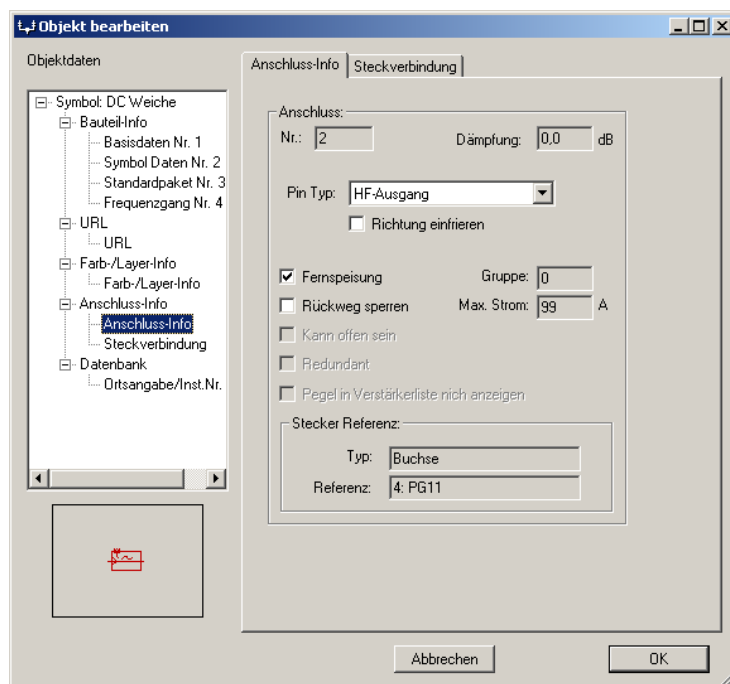 Objekt bearbeiten
Objektdaten
Symbol: DC Weiche
Bauteil-Info
Basisdaten Nr. 1
Symbol Daten Nr. 2
Standardpaket Nr. 3
Frequenzgang Nr. 4
URL
URL
Farb-/Layer-Info
Farb-/Layer-Info
Anschluss-Info
Anschluss-Info
Steckverbindung
Datenbank
Ortsangabe/Inst.Nr.
Anschluss-Info Steckverbindung
Anschluss:
Nr.: 2 Dämpfung: 0,0 dB
Pin Typ: HF-Ausgang
Richtung einfrieren
Fernspeisung Gruppe: 0
Rückweg sperren Max. Strom: 99 A
Kann offen sein
Redundant
Pegel in Verstärkerliste nich anzeigen
Stecker Referenz:
Typ: Buchse
Referenz: 4: PG11
Abbrechen OK